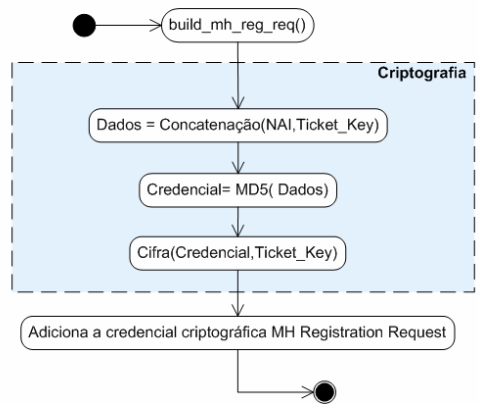 build_mh_reg_req()
Criptografia
Dados = Concatenação(NAI,Ticket_Key)
Credencial= MD5( Dados)
Cifra(Credencial,Ticket_Key)
Adiciona a credencial criptográfica MH Registration Request